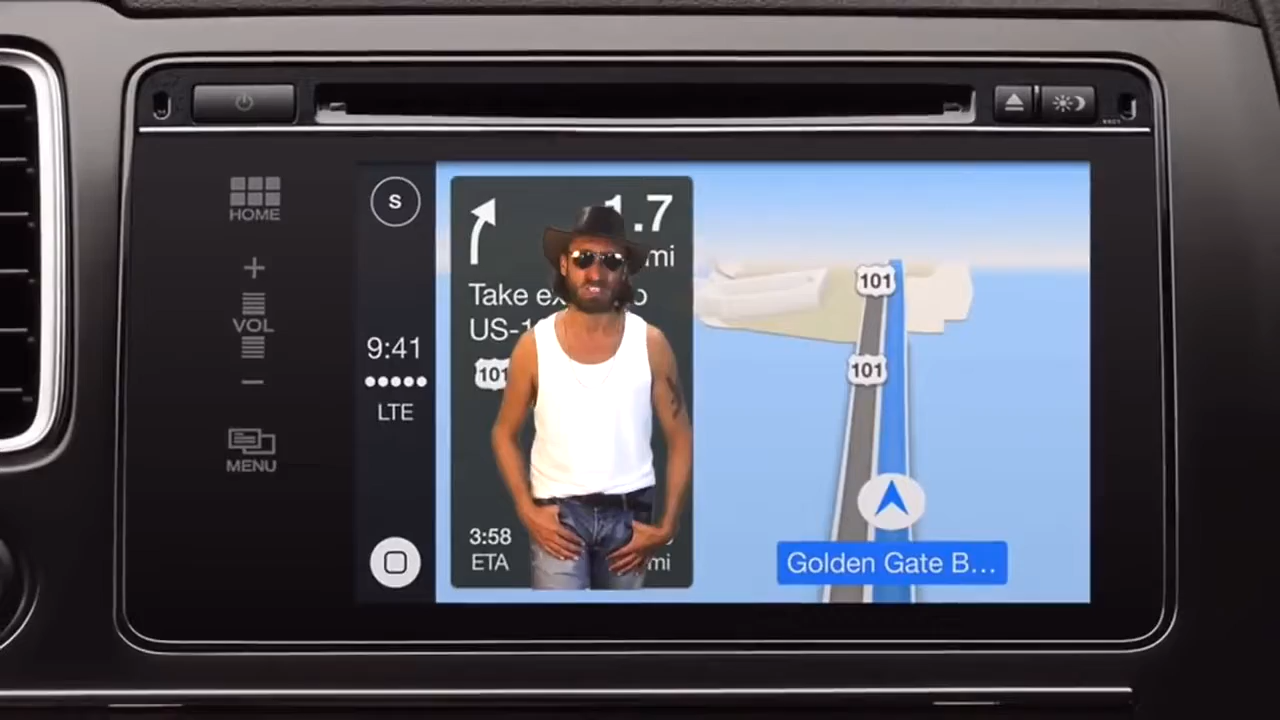 HOME
VOL
MENU
S
9:41
LTE
1.7
mi
Take
US-1
101
3:58
ETA
mi
101
101
Golden Gate B...